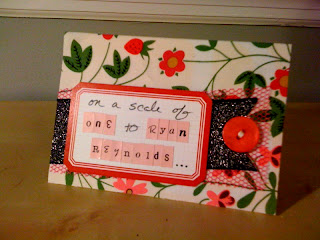 on a scale of
one to Ryan
Reynolds...